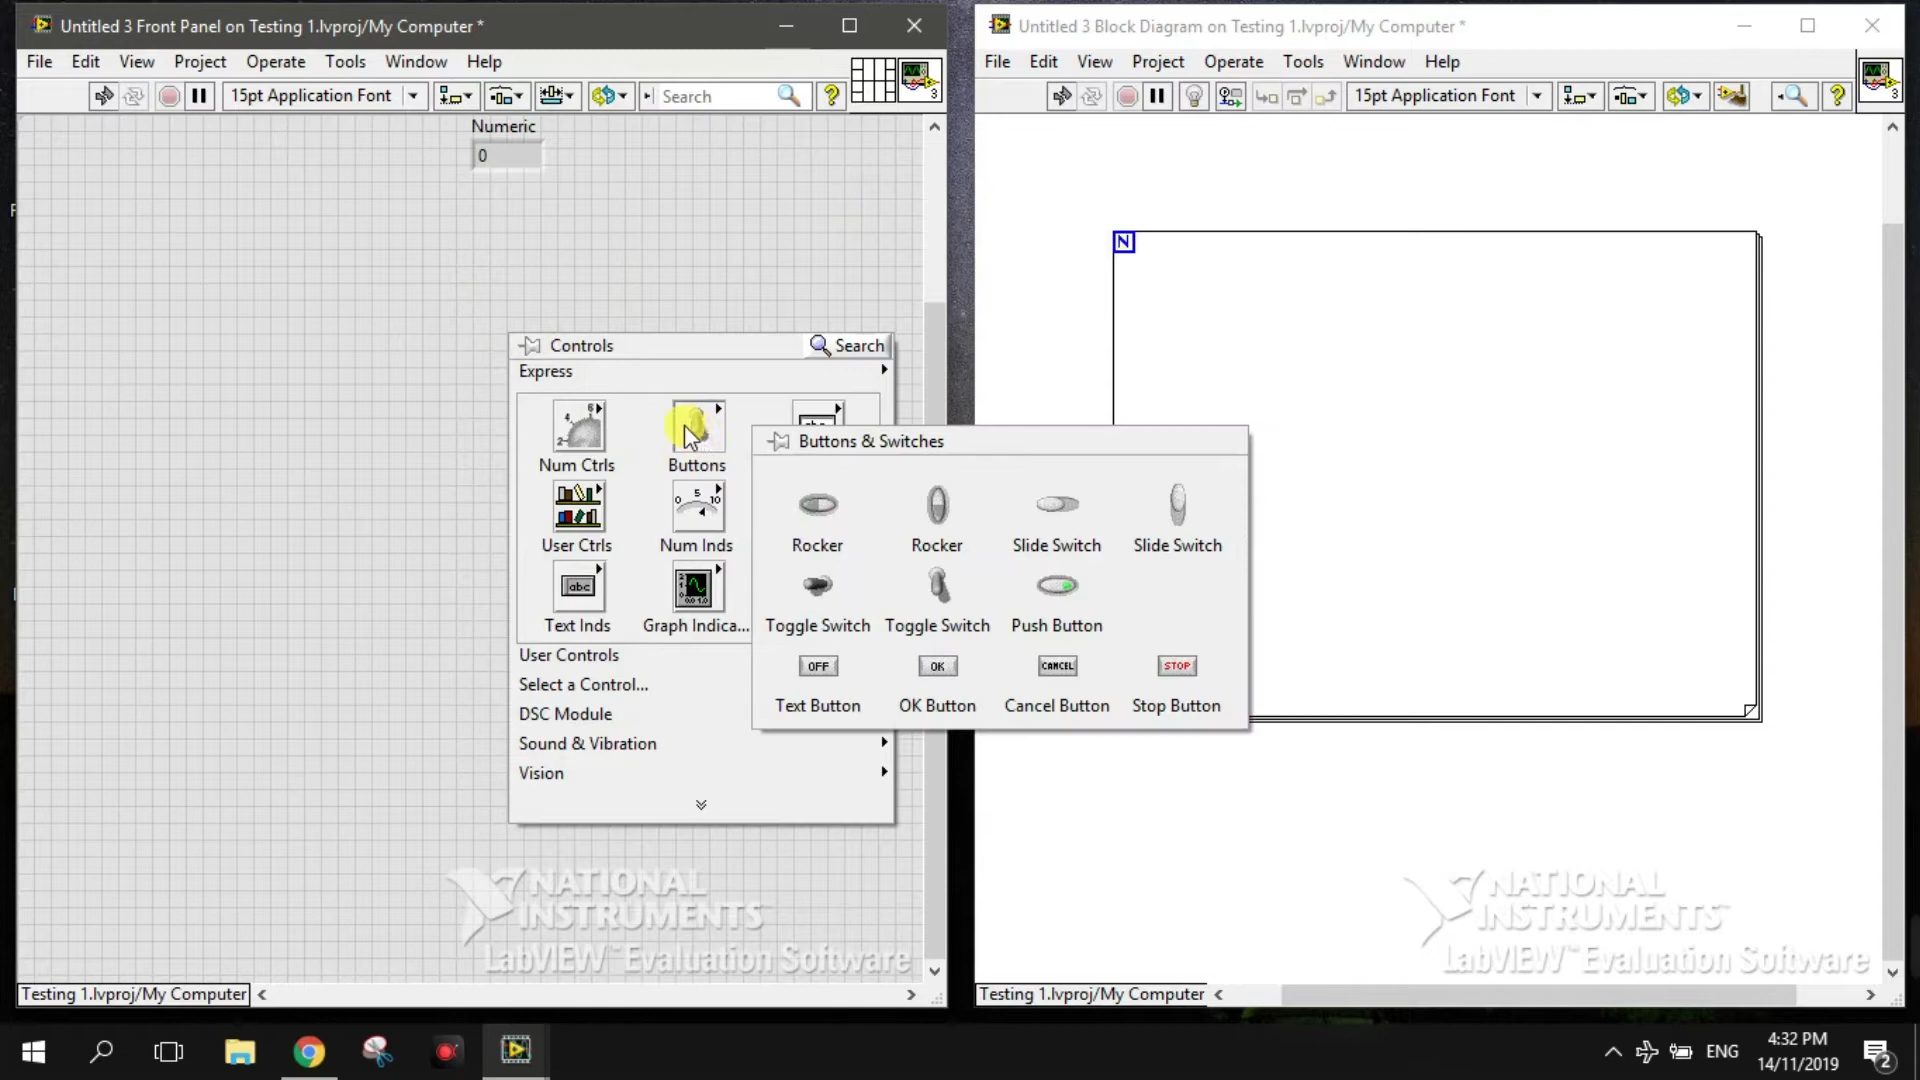 Untitled 3 Front Panel on Testing 1.lvproj/My Computer *
File Edit View Project Operate Tools Window Help
15pt Application Font
Search
3
Numeric
0
Controls
Search
Express
Num Ctrls
Buttons
User Ctrls
Num Inds
abc
Text Inds
Graph Indica...
User Controls
Select a Control...
DSC Module
Sound & Vibration
Vision
Buttons & Switches
Rocker Rocker Slide Switch Slide Switch
Toggle Switch Toggle Switch Push Button
OFF OK CANCEL STOP
Text Button OK Button Cancel Button Stop Button
NATIONAL
INSTRUMENTS
LabVIEW™ Evaluation Software
Testing 1.lvproj/My Computer
Untitled 3 Block Diagram on Testing 1.lvproj/My Computer *
File Edit View Project Operate Tools Window Help
15pt Application Font
3
N
NATIONAL
INSTRUMENTS
LabVIEW™ Evaluation Software
Testing 1.lvproj/My Computer
ENG
4:32 PM
14/11/2019
2